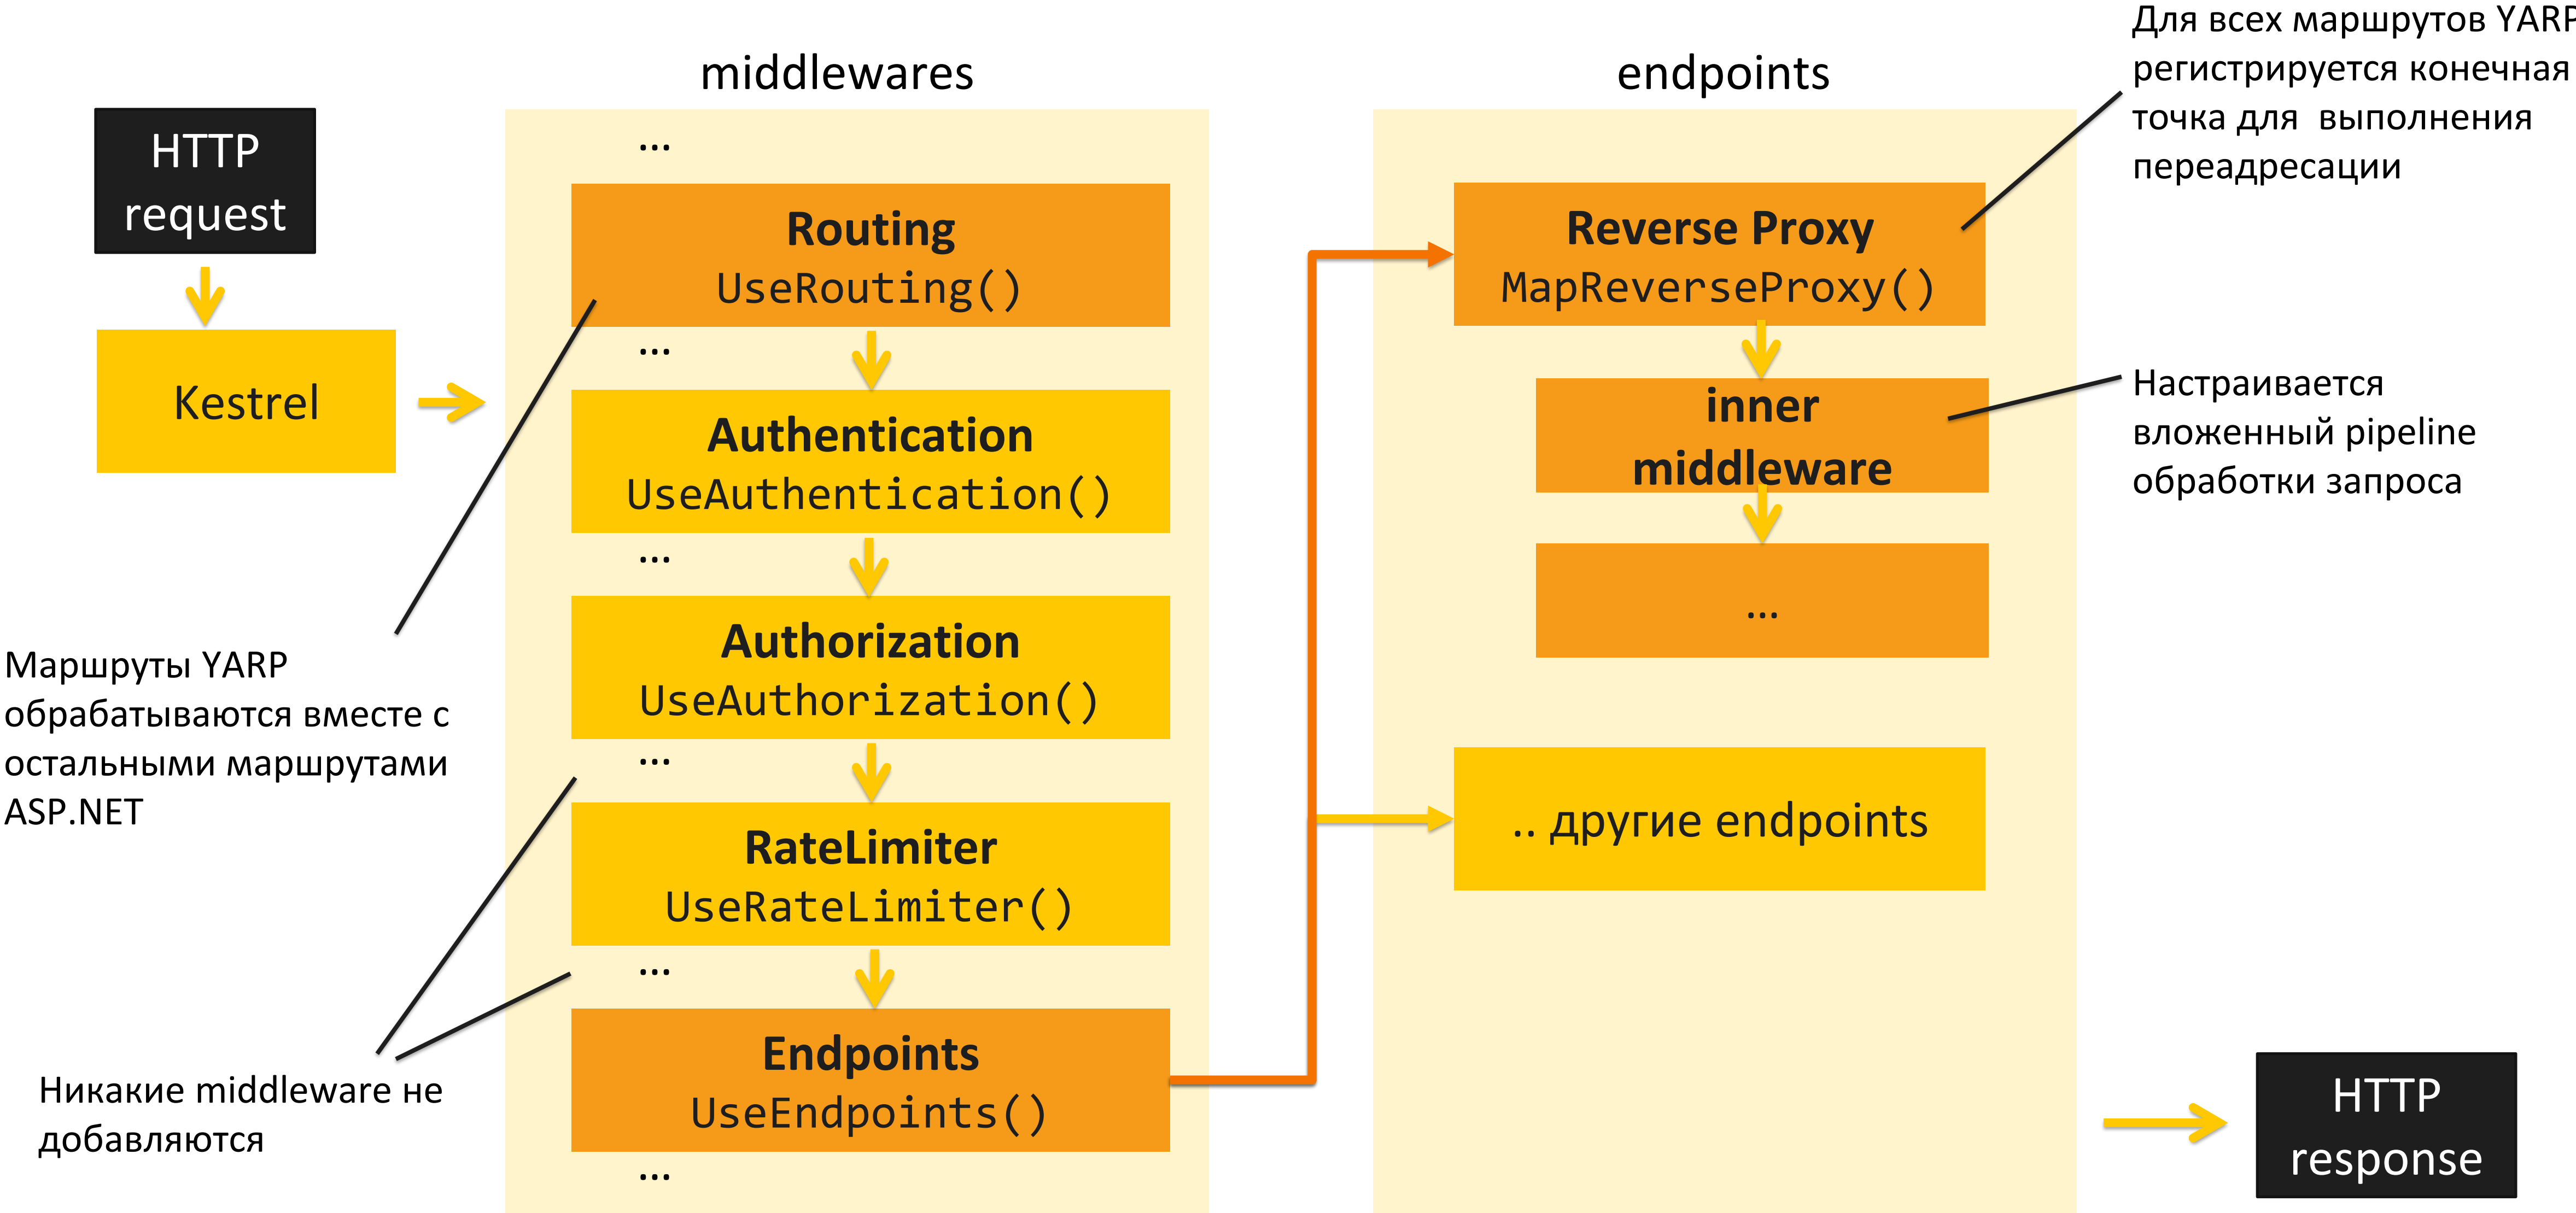 middlewares
endpoints
Для всех маршрутов YARP
регистрируется конечная
точка для выполнения
переадресации
HTTP
request
Kestrel
...
Routing
UseRouting()
...
Authentication
UseAuthentication()
...
Authorization
UseAuthorization()
...
RateLimiter
UseRateLimiter()
...
Endpoints
UseEndpoints()
...
Reverse Proxy
MapReverseProxy()
inner
middleware
...
.. другие endpoints
Настраивается
вложенный pipeline
обработки запроса
Маршруты YARP
обрабатываются вместе с
остальными маршрутами
ASP.NET
Никакие middleware не
добавляются
HTTP
response